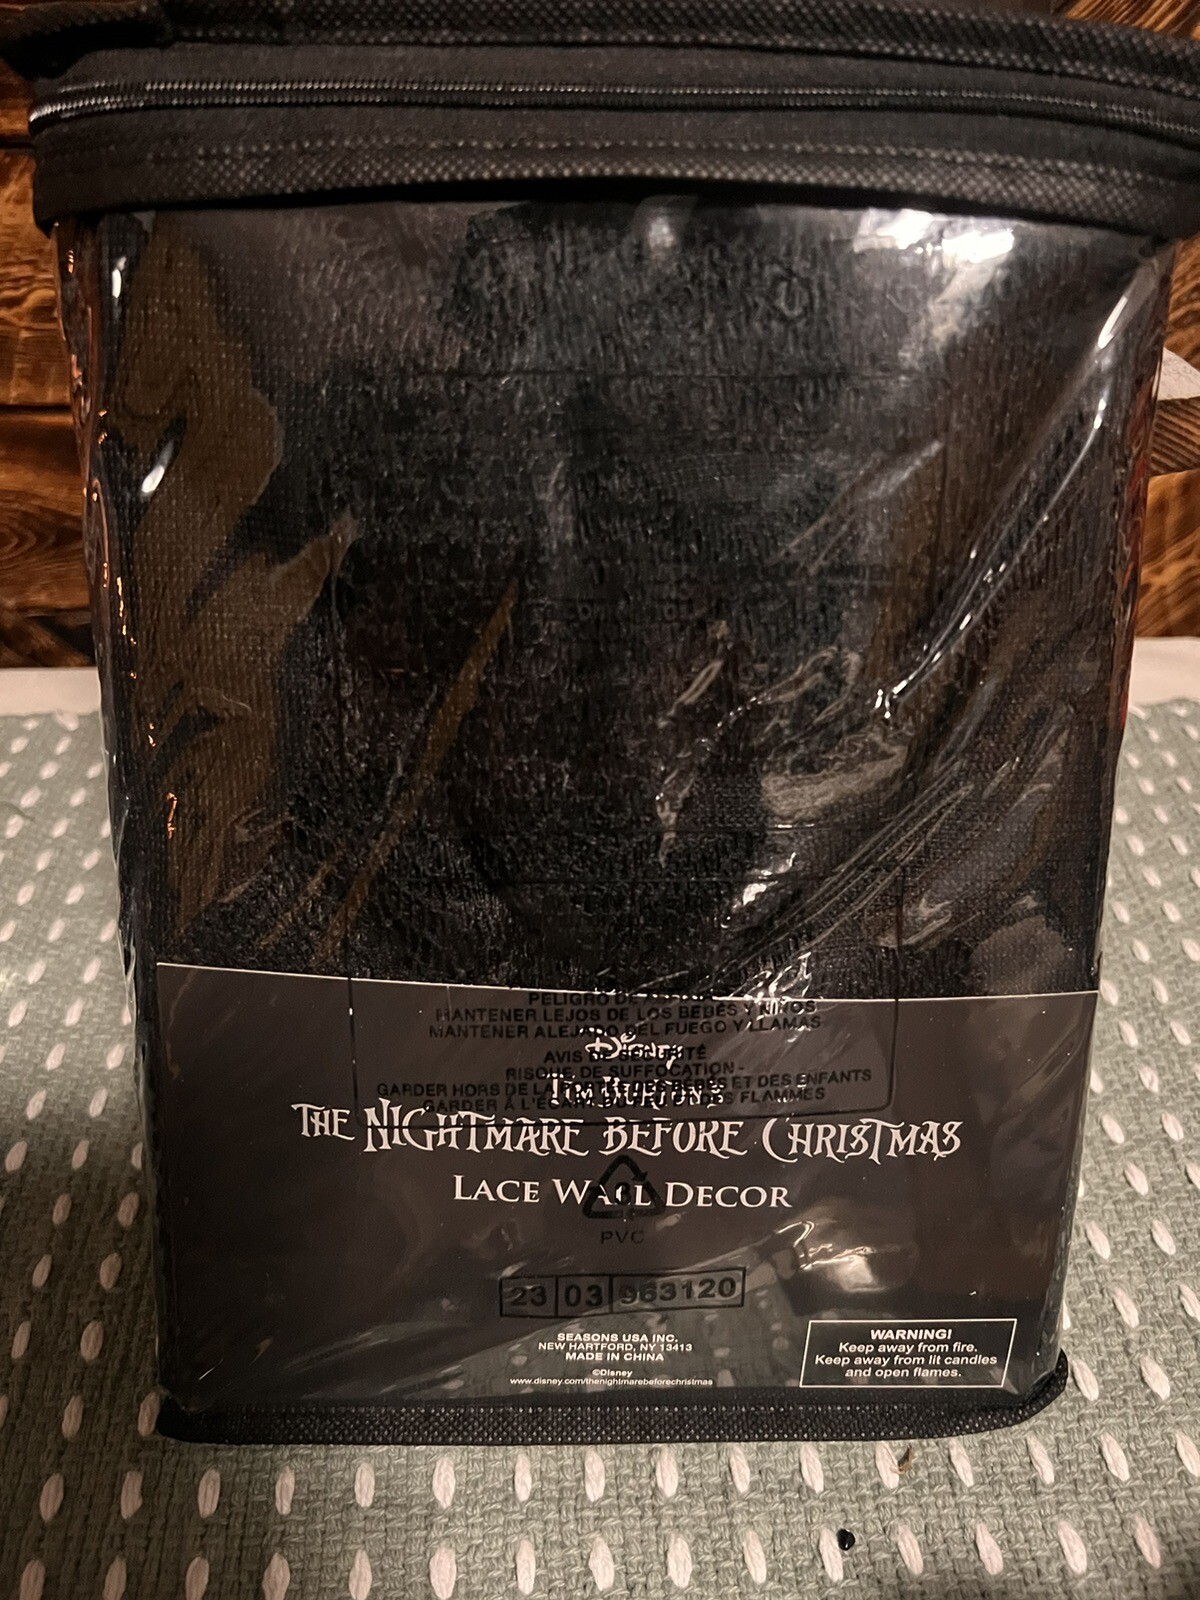 PELIGRO DE
MANTENER LEJOS DE LOS BEBÉS Y NIÑOS
MANTENER ALEJADO DEL FUEGO Y LLAMAS
Disney
AVIS DE SÉCURITÉ
RISQUE DE SUFFOCATION -
TIM BURTON'S
GARDER HORS DE LA PORTÉE DES BÉBÉS ET DES ENFANTS
GARDER À L'ÉCART DU FEU ET DES FLAMMES
THE NIGHTMARE BEFORE CHRISTMAS
LACE WALL DECOR
PVC
23 03 963120
SEASONS USA INC.
NEW HARTFORD, NY 13413
MADE IN CHINA
©Disney
www.disney.com/thenightmarebeforechristmas
WARNING!
Keep away from fire.
Keep away from lit candles
and open flames.